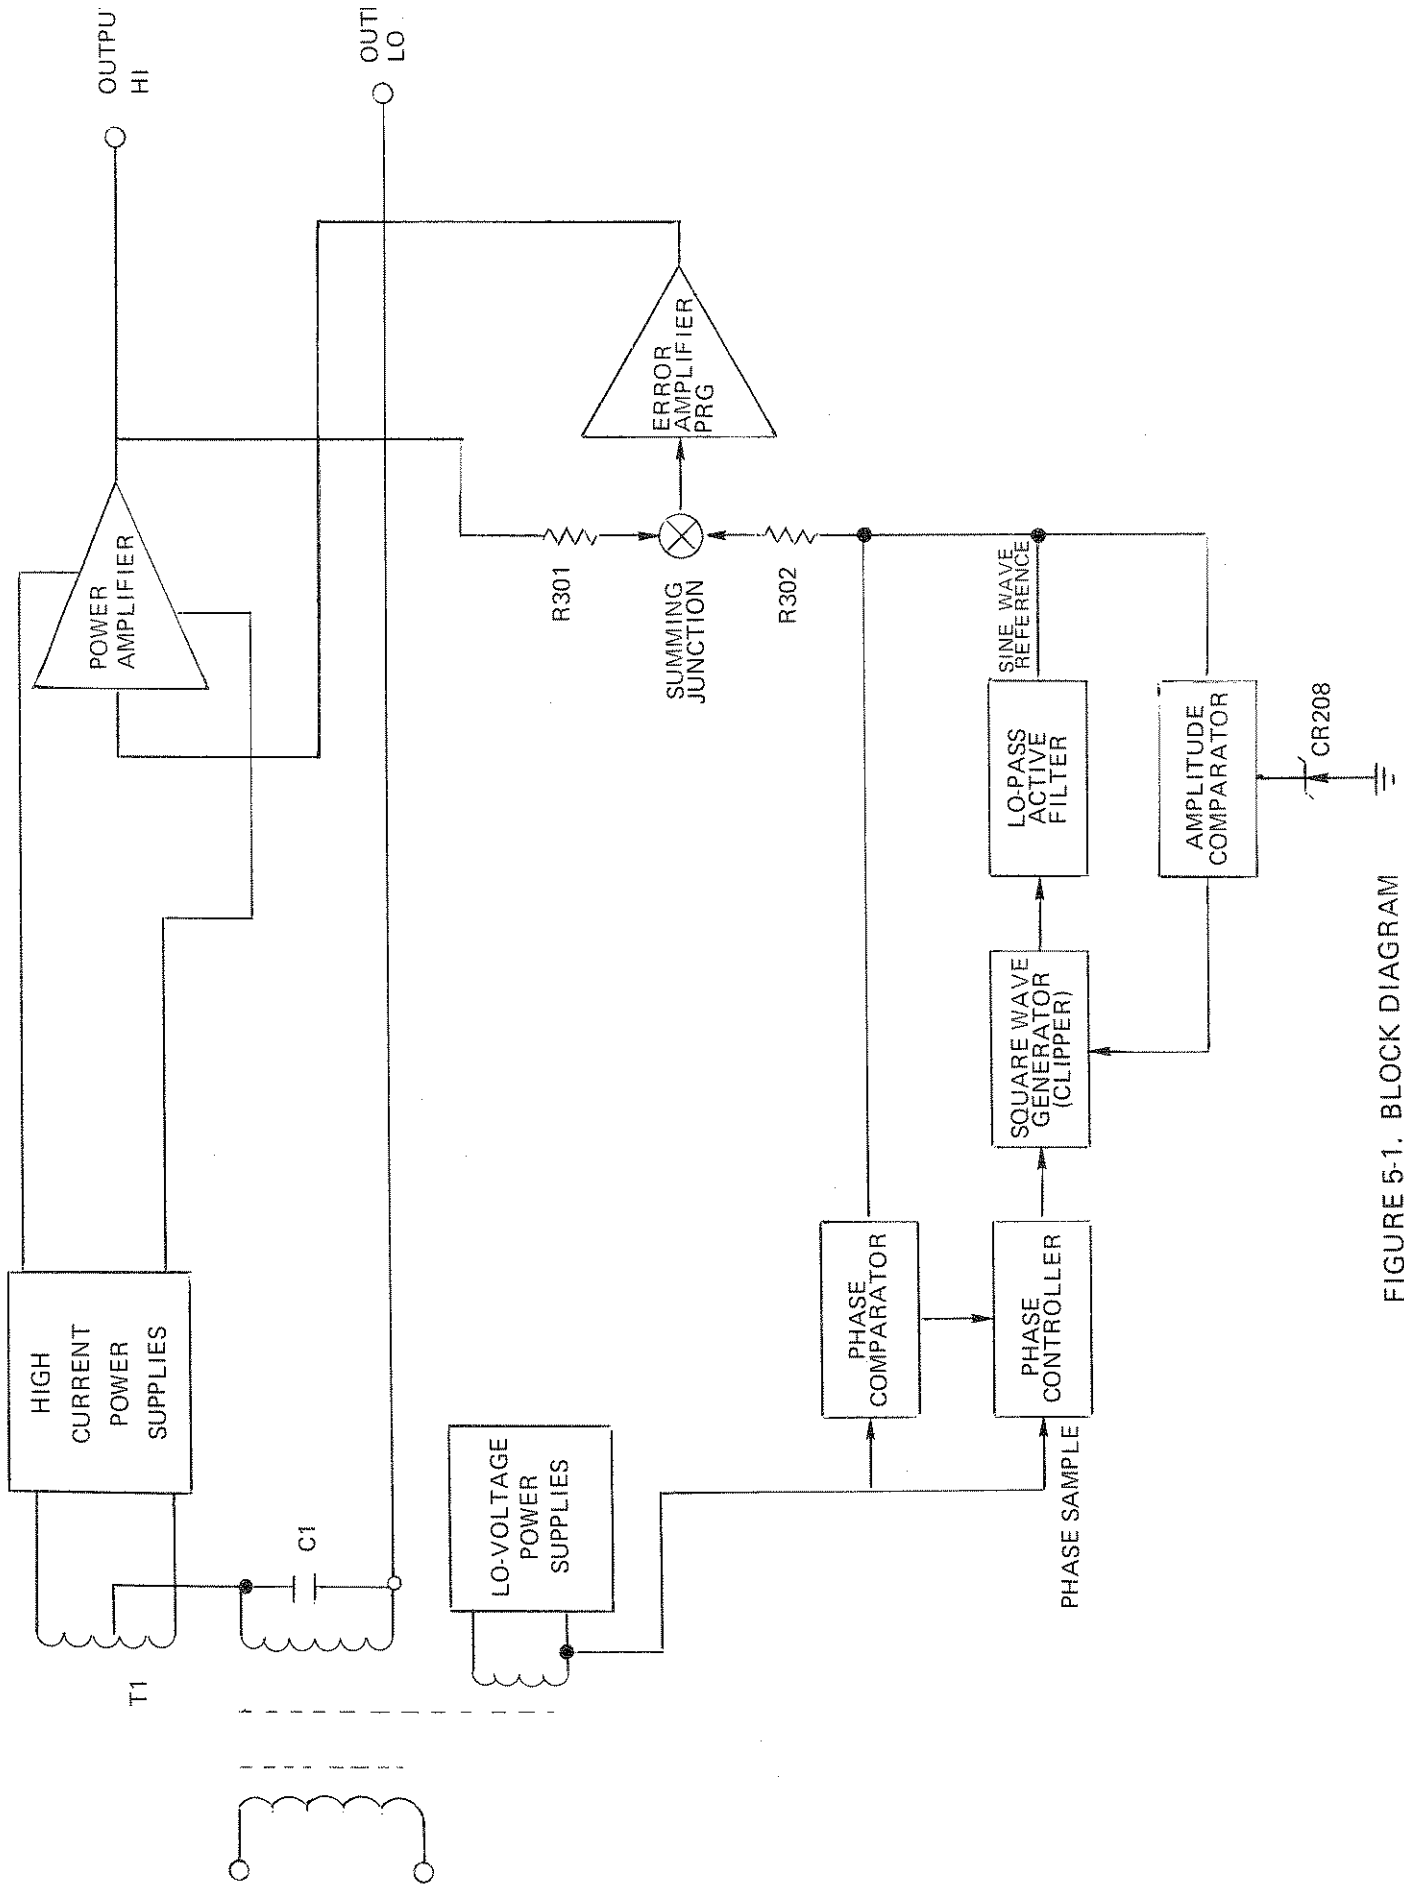 T1
HIGH
CURRENT
POWER
SUPPLIES
POWER
AMPLIFIER
OUTPU
HI
C1
OUT
LO
LO-VOLTAGE
POWER
SUPPLIES
R301
SUMMING
JUNCTION
ERROR
AMPLIFIER
PRG
R302
PHASE
COMPARATOR
PHASE SAMPLE
PHASE
CONTROLLER
SQUARE WAVE
GENERATOR
(CLIPPER)
LO-PASS
ACTIVE
FILTER
SINE WAVE
REFERENCE
AMPLITUDE
COMPARATOR
CR208
FIGURE 5-1. BLOCK DIAGRAM